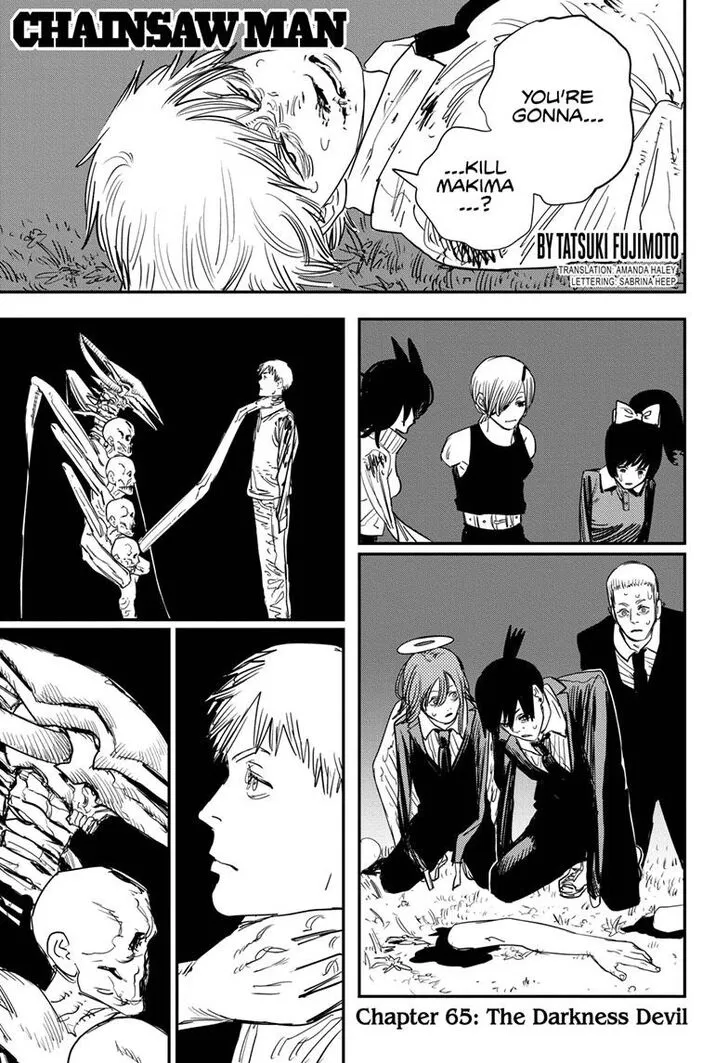 CHAINSAW MAN
YOU'RE
GONNA...
...KILL
MAKIMA
...?
BY TATSUKI FUJIMOTO
TRANSLATION: AMANDA HALEY
LETTERING: SABRINA HEEP
Chapter 65: The Darkness Devil